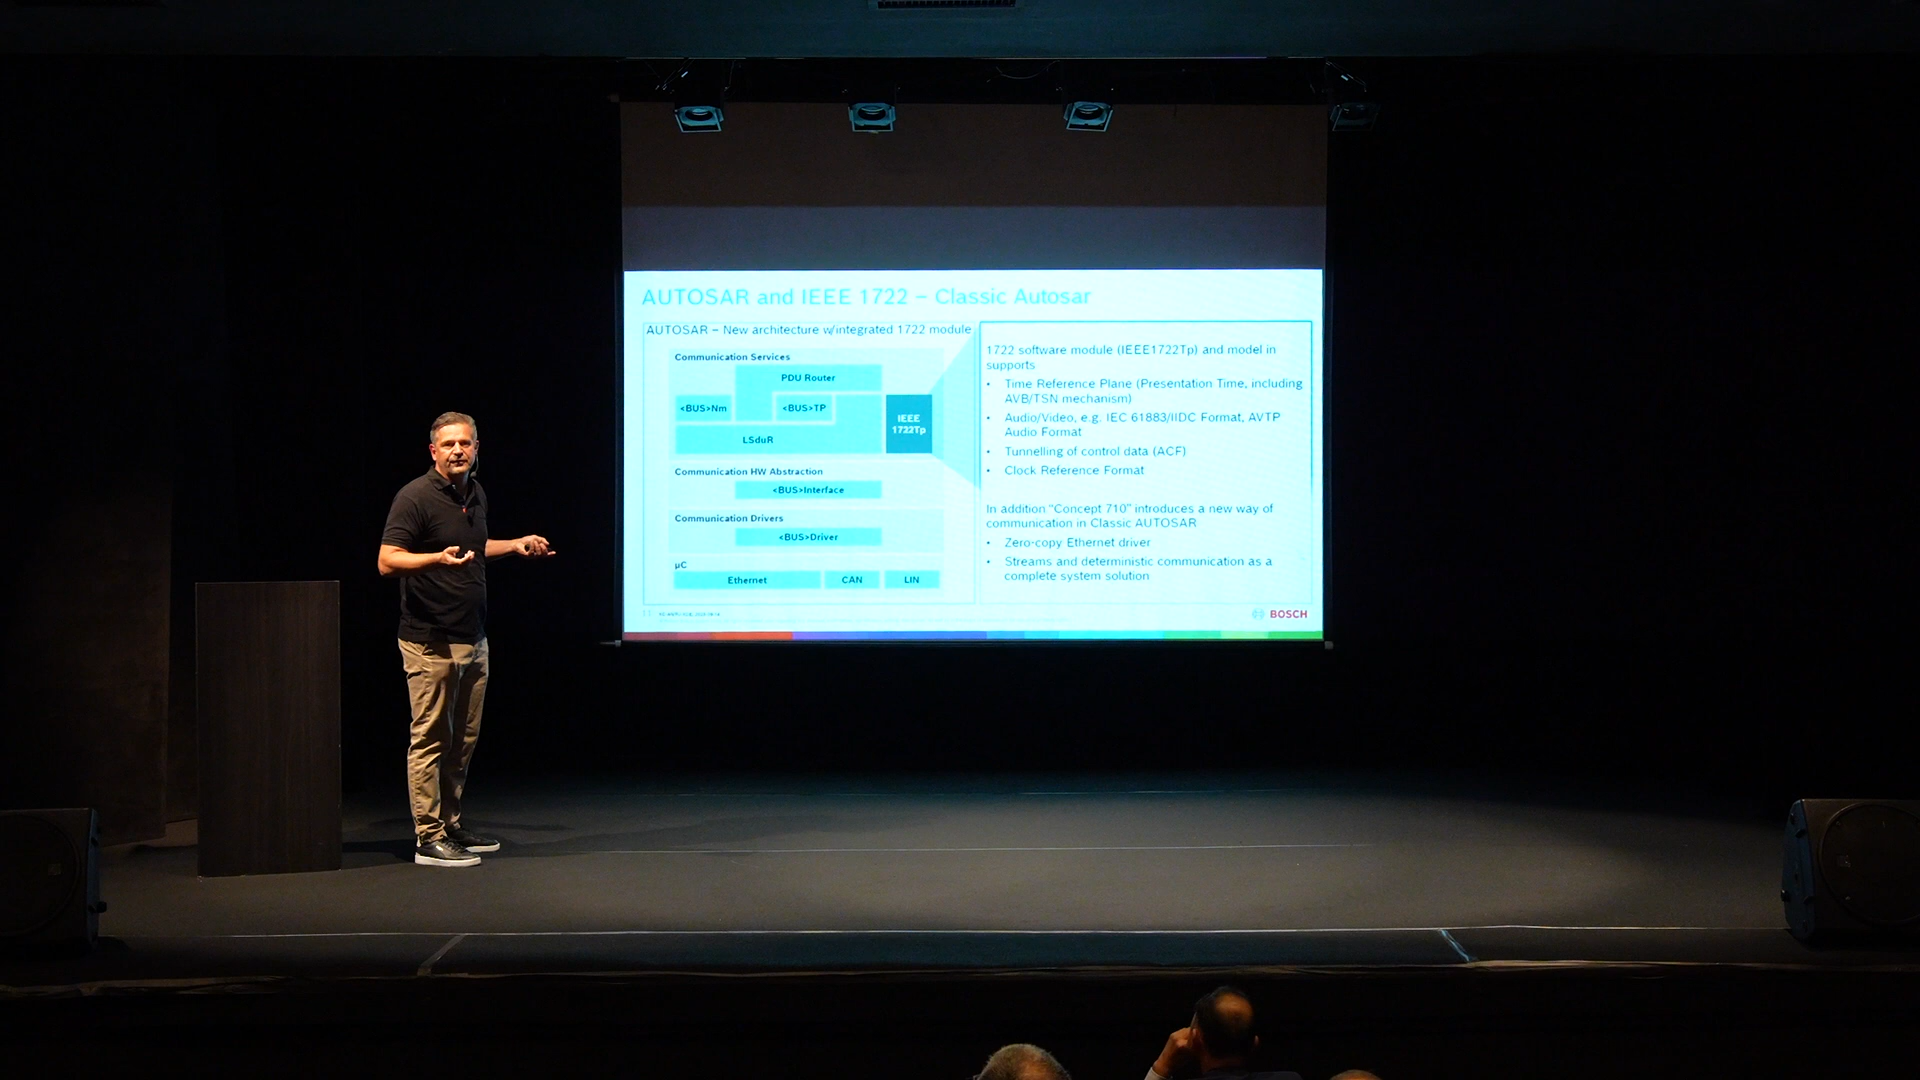 AUTOSAR and IEEE 1722 – Classic Autosar
AUTOSAR – New architecture w/integrated 1722 module
Communication Services
PDU Router
<BUS>Nm
<BUS>TP
LSduR
IEEE
1722Tp
Communication HW Abstraction
<BUS>Interface
Communication Drivers
<BUS>Driver
µC
Ethernet
CAN
LIN
1722 software module (IEEE1722Tp) and model in
supports
• Time Reference Plane (Presentation Time, including
AVB/TSN mechanism)
• Audio/Video, e.g. IEC 61883/IIDC Format, AVTP
Audio Format
• Tunnelling of control data (ACF)
• Clock Reference Format
In addition "Concept 710" introduces a new way of
communication in Classic AUTOSAR
• Zero-copy Ethernet driver
• Streams and deterministic communication as a
complete system solution
11
BOSCH